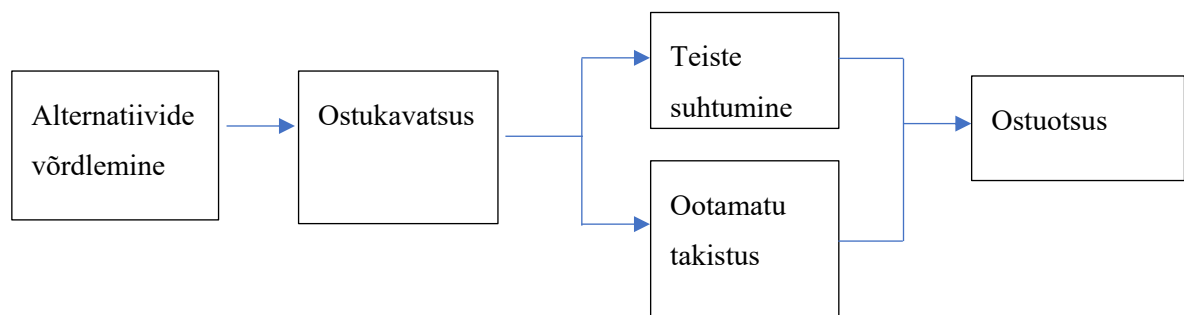 Alternatiivide
võrdlemine
Ostukavatsus
Teiste
suhtumine
Ootamatu
takistus
Ostuotsus